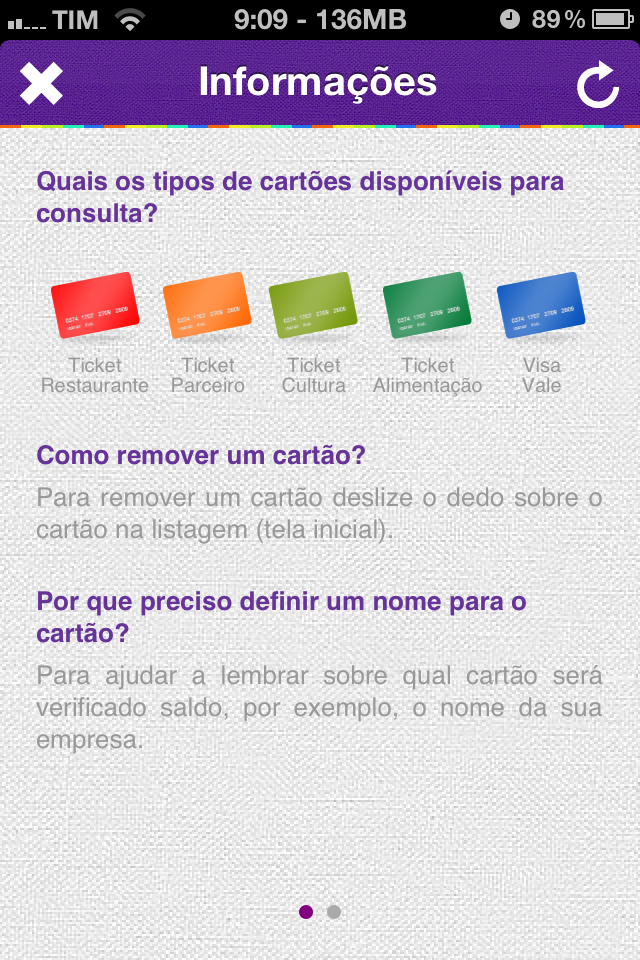 TIM 9:09 - 136MB 89%
Informações
Quais os tipos de cartões disponíveis para
consulta?
Ticket Restaurante
Ticket Parceiro
Ticket Cultura
Ticket Alimentação
Visa Vale
Como remover um cartão?
Para remover um cartão deslize o dedo sobre o
cartão na listagem (tela inicial).
Por que preciso definir um nome para o
cartão?
Para ajudar a lembrar sobre qual cartão será
verificado saldo, por exemplo, o nome da sua
empresa.